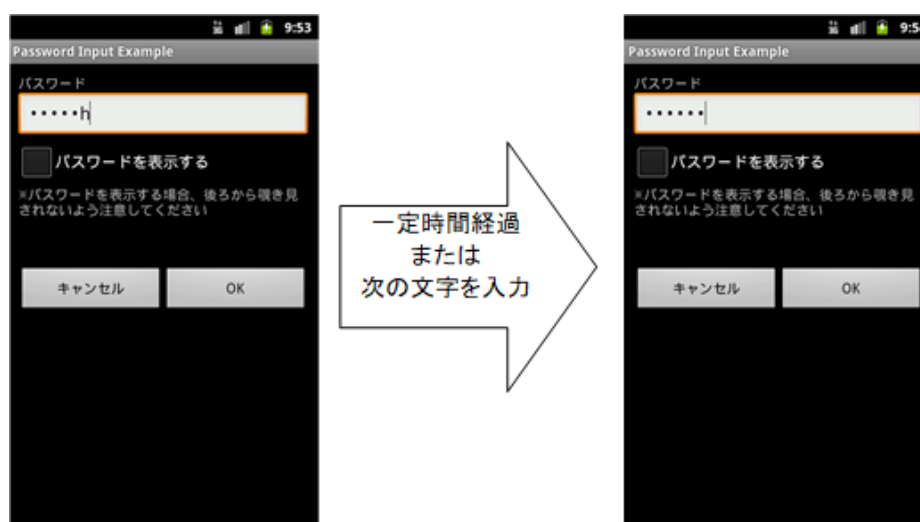 9:53
Password Input Example
パスワード
•••••h
パスワードを表示する
※パスワードを表示する場合、後ろから覗き見
されないよう注意してください
キャンセル
OK
一定時間経過
または
次の文字を入力
9:54
Password Input Example
パスワード
••••••
パスワードを表示する
※パスワードを表示する場合、後ろから覗き見
されないよう注意してください
キャンセル
OK